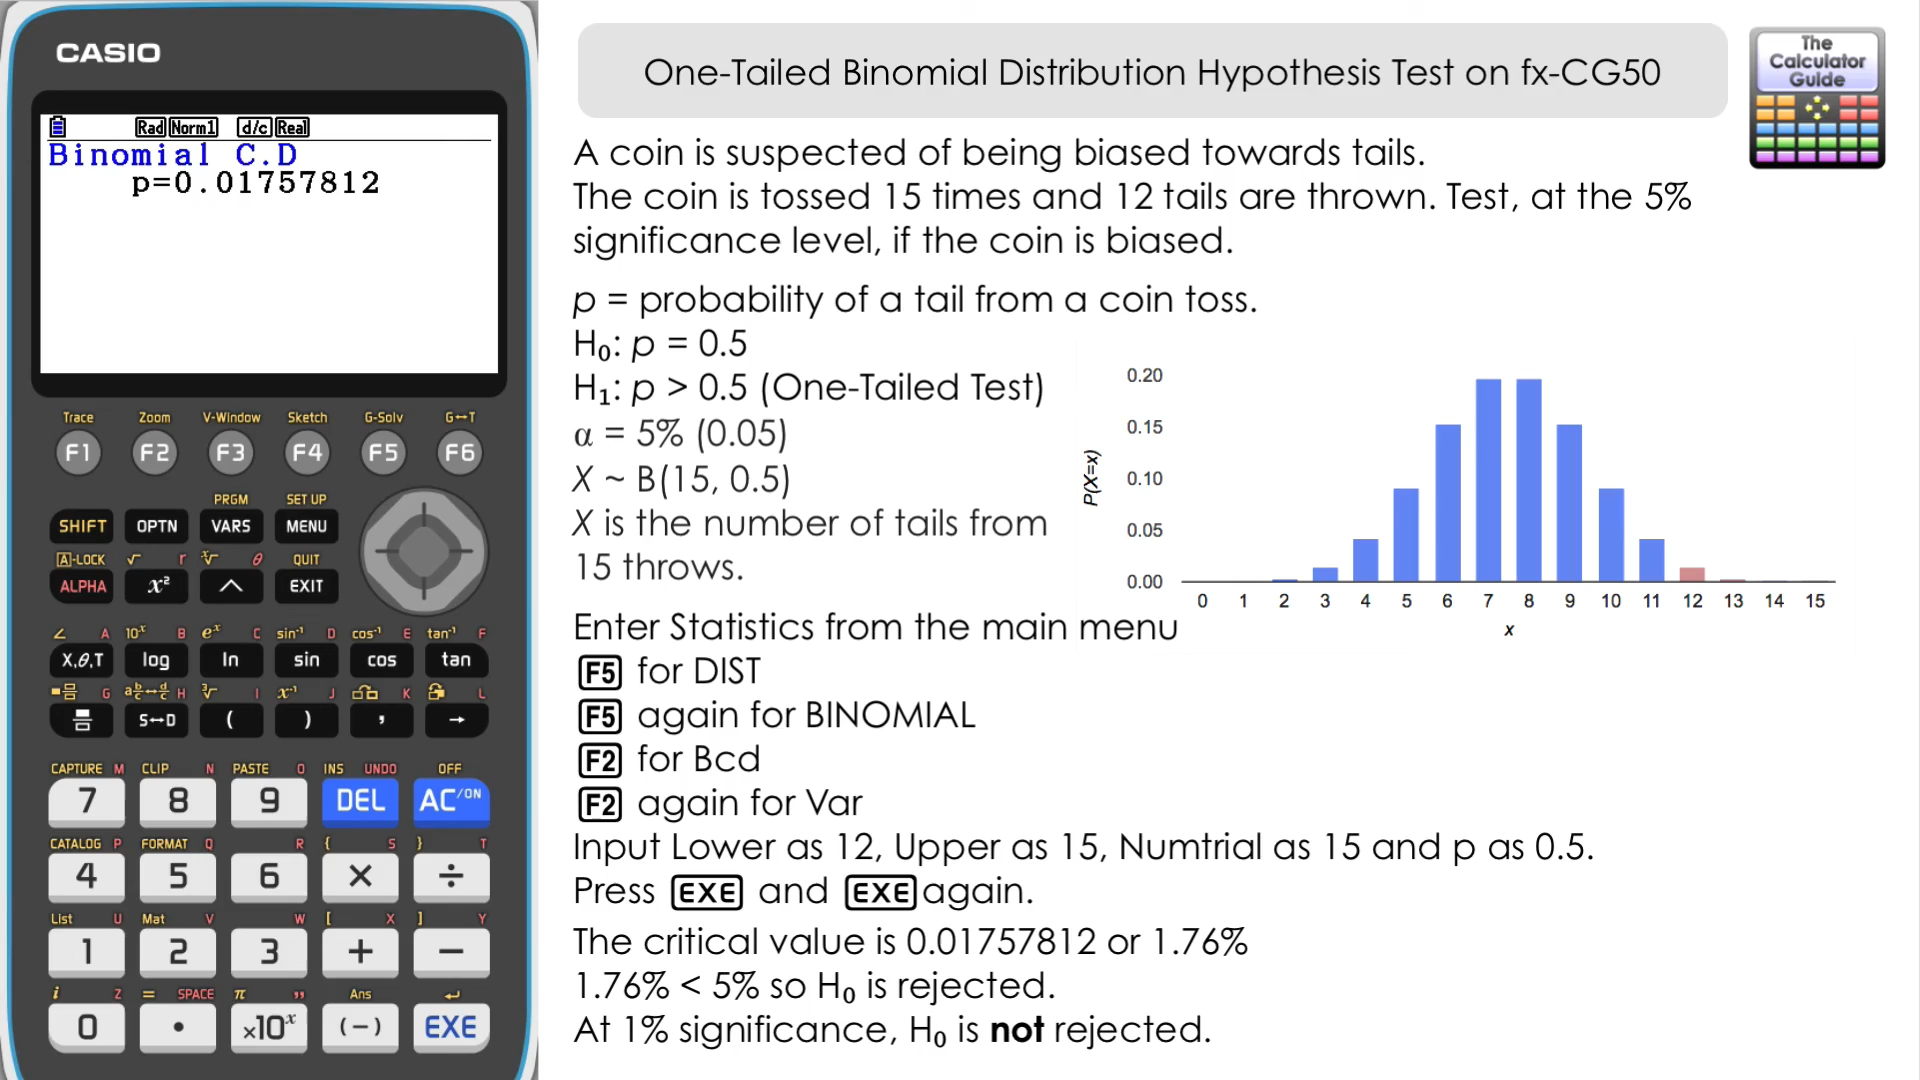 CASIO
Rad Norm1 d/c Real
Binomial C.D
p=0.01757812
Trace Zoom V-Window Sketch G-Solv G↔T
F1 F2 F3 F4 F5 F6
PRGM SET UP
SHIFT OPTN VARS MENU
A-LOCK √ r ˣ√ θ QUIT
ALPHA x² ^ EXIT
∠ A 10ˣ B eˣ C sin⁻¹ D cos⁻¹ E tan⁻¹ F
X,θ,T log ln sin cos tan
G a b/c↔d/c H ³√ I x⁻¹ J K L
S↔D ( ) , →
CAPTURE M CLIP N PASTE O INS UNDO OFF
7 8 9 DEL AC/ON
CATALOG P FORMAT Q R { S } T
4 5 6 × ÷
List U Mat V W [ X ] Y
1 2 3 + −
i Z = SPACE π " Ans ↵
0 • ×10ˣ (−) EXE
One-Tailed Binomial Distribution Hypothesis Test on fx-CG50
The
Calculator
Guide
A coin is suspected of being biased towards tails.
The coin is tossed 15 times and 12 tails are thrown. Test, at the 5%
significance level, if the coin is biased.
p = probability of a tail from a coin toss.
H₀: p = 0.5
H₁: p > 0.5 (One-Tailed Test)
α = 5% (0.05)
X ~ B(15, 0.5)
X is the number of tails from
15 throws.
P(X=x)
0.20
0.15
0.10
0.05
0.00
0 1 2 3 4 5 6 7 8 9 10 11 12 13 14 15
x
Enter Statistics from the main menu
F5 for DIST
F5 again for BINOMIAL
F2 for Bcd
F2 again for Var
Input Lower as 12, Upper as 15, Numtrial as 15 and p as 0.5.
Press EXE and EXE again.
The critical value is 0.01757812 or 1.76%
1.76% < 5% so H₀ is rejected.
At 1% significance, H₀ is not rejected.